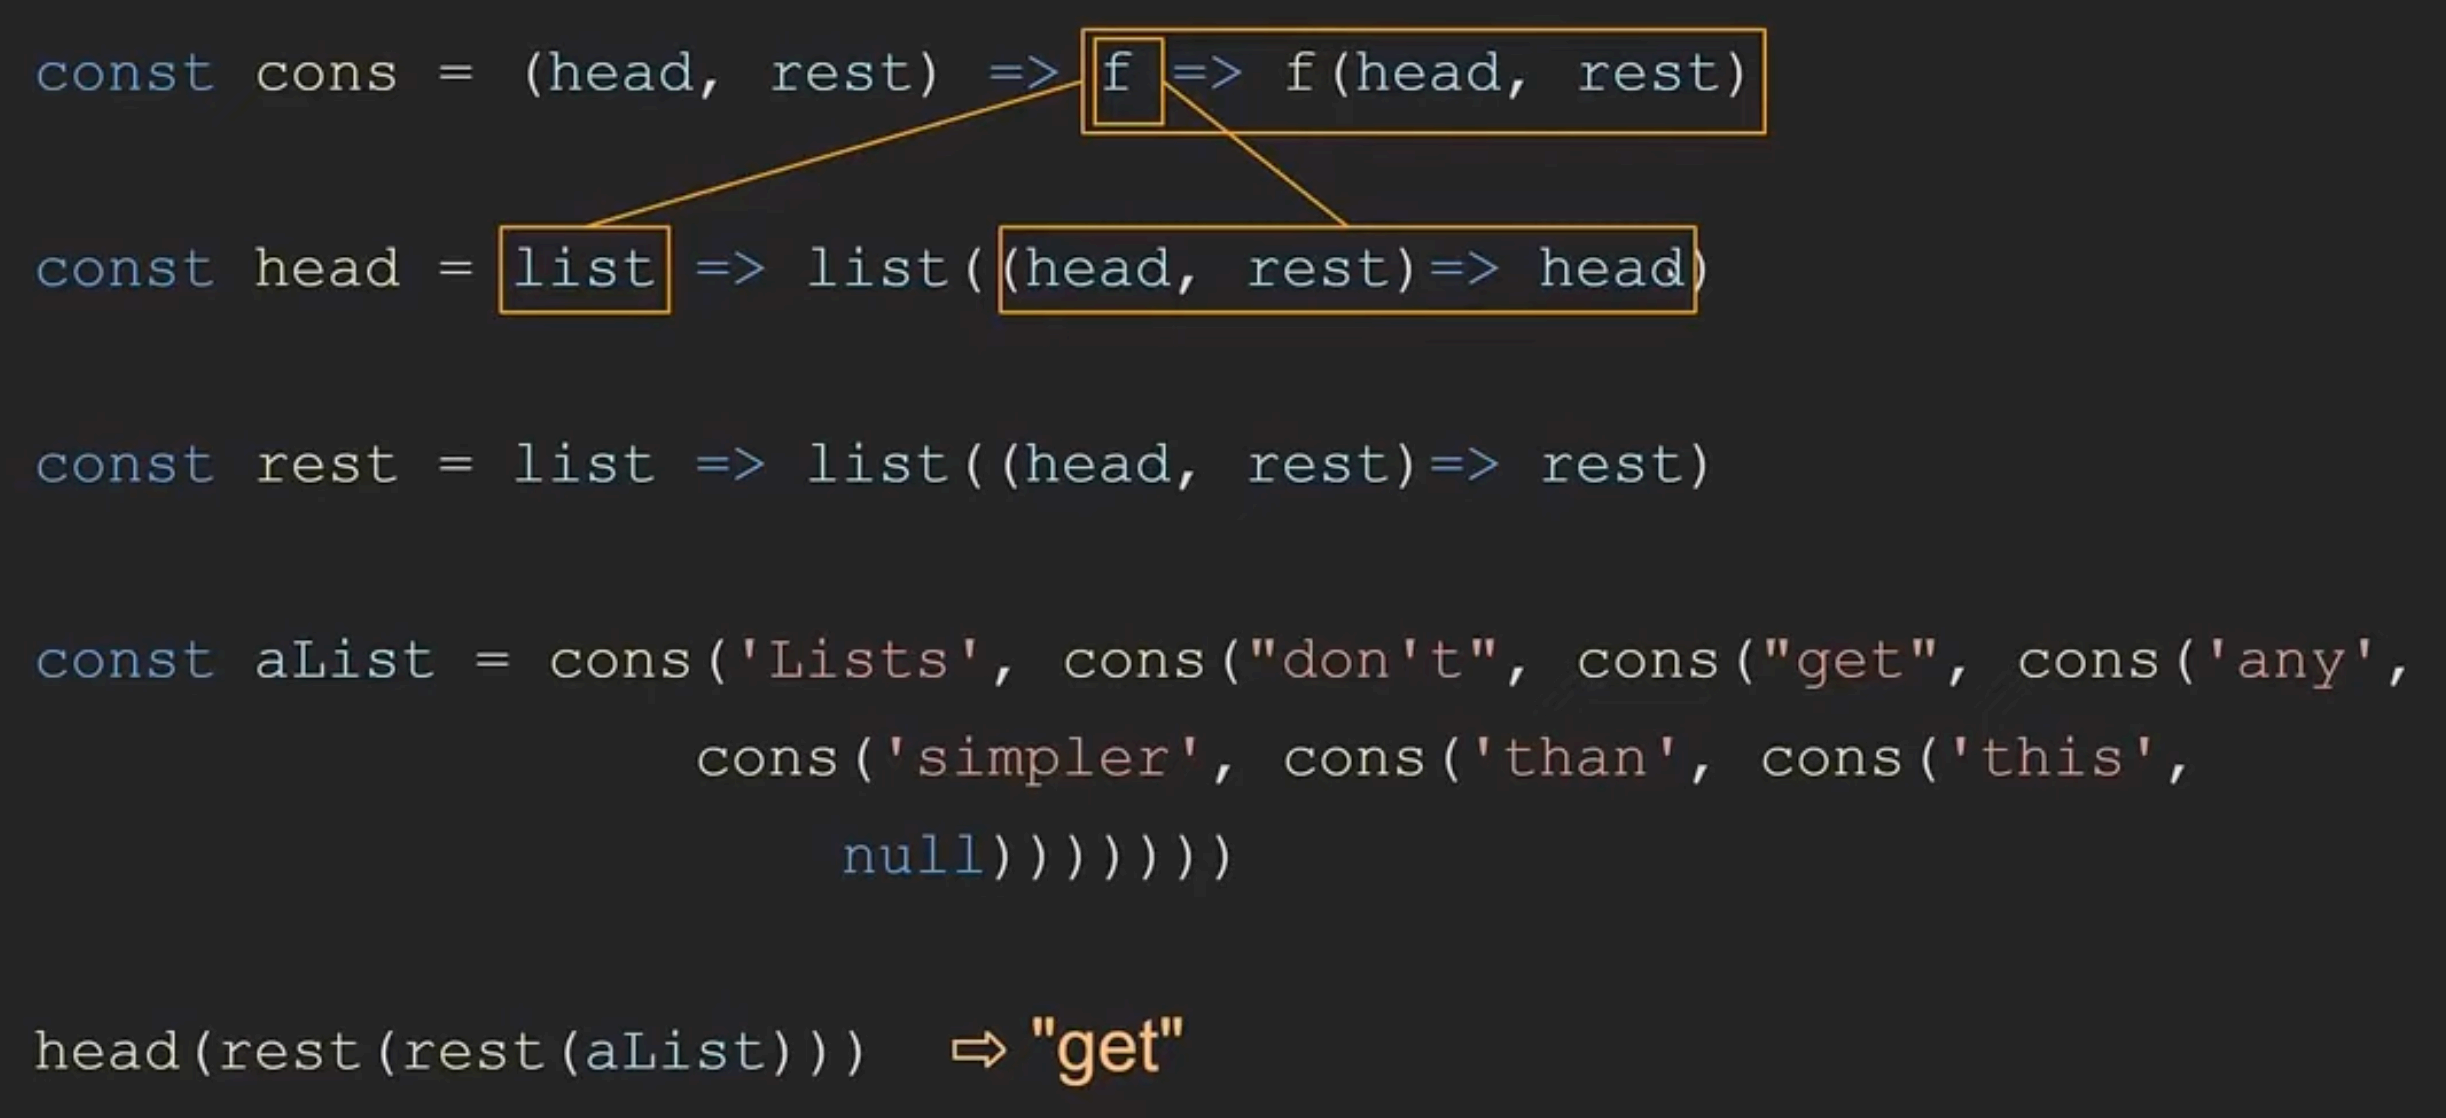 const cons = (head, rest) => f => f(head, rest)
const head = list => list((head, rest)=> head)
const rest = list => list((head, rest)=> rest)
const aList = cons('Lists', cons("don't", cons("get", cons('any',
cons('simpler', cons('than', cons('this',
null)))))))
head(rest(rest(aList))) ⇨ "get"